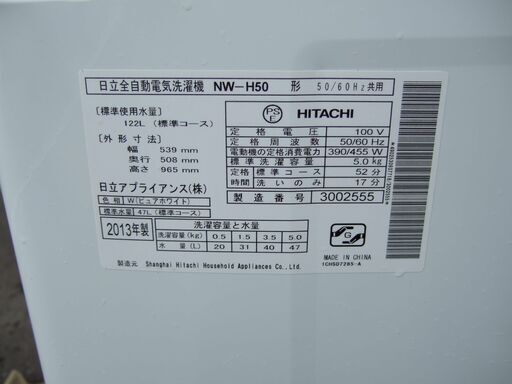 日立全自動電気洗濯機 NW-H50 形 50/60Hz共用
[標準使用水量]
122L (標準コース)
[外形寸法]
幅 539 mm
奥行 508 mm
高さ 965 mm
日立アプライアンス(株)
色相 W(ピュアホワイト)
標準水量 47L (標準コース)
PS
E
HITACHI
定格電圧 100 V
定格周波数 50/60 Hz
電動機の定格消費電力 390/455 W
標準洗濯容量 5.0 kg
標準コース 52 分
時間 洗いのみ 17 分
製造番号 3002555
2013年製
洗濯容量と水量
洗濯容量(kg) 0.5 1.5 3.5 5.0
水量(L) 20 31 40 47
G
MADE IN CHINA
ICHSD7285-A
製造元 Shanghai Hitachi Household Appliances Co., Ltd.